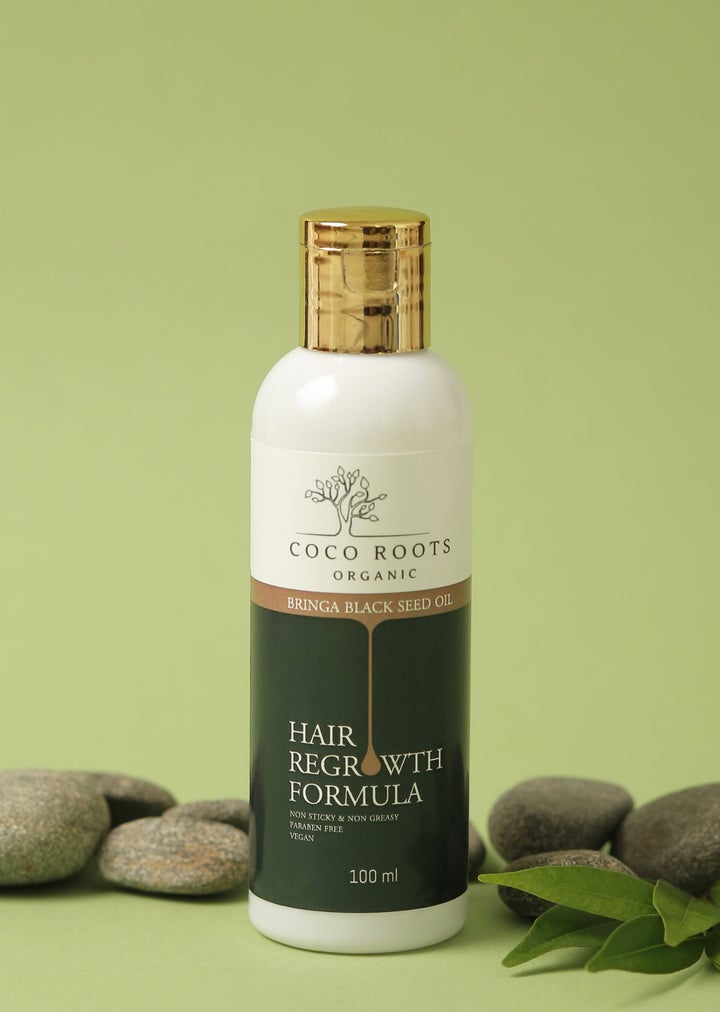 COCO ROOTS
ORGANIC
BRINGA BLACK SEED OIL
HAIR
REGROWTH
FORMULA
NON STICKY & NON GREASY
PARABEN FREE
VEGAN
100 ml